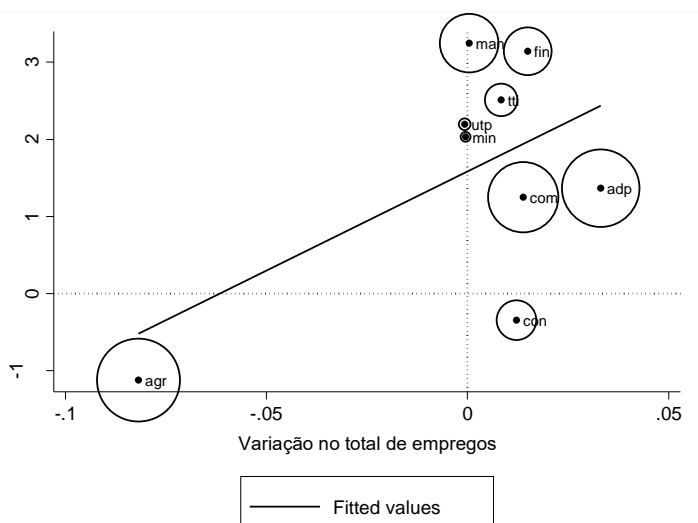 3
2
1
0
-1
man
fin
ttl
utp
min
com
adp
con
agr
-.1
-.05
0
.05
Variação no total de empregos
Fitted values